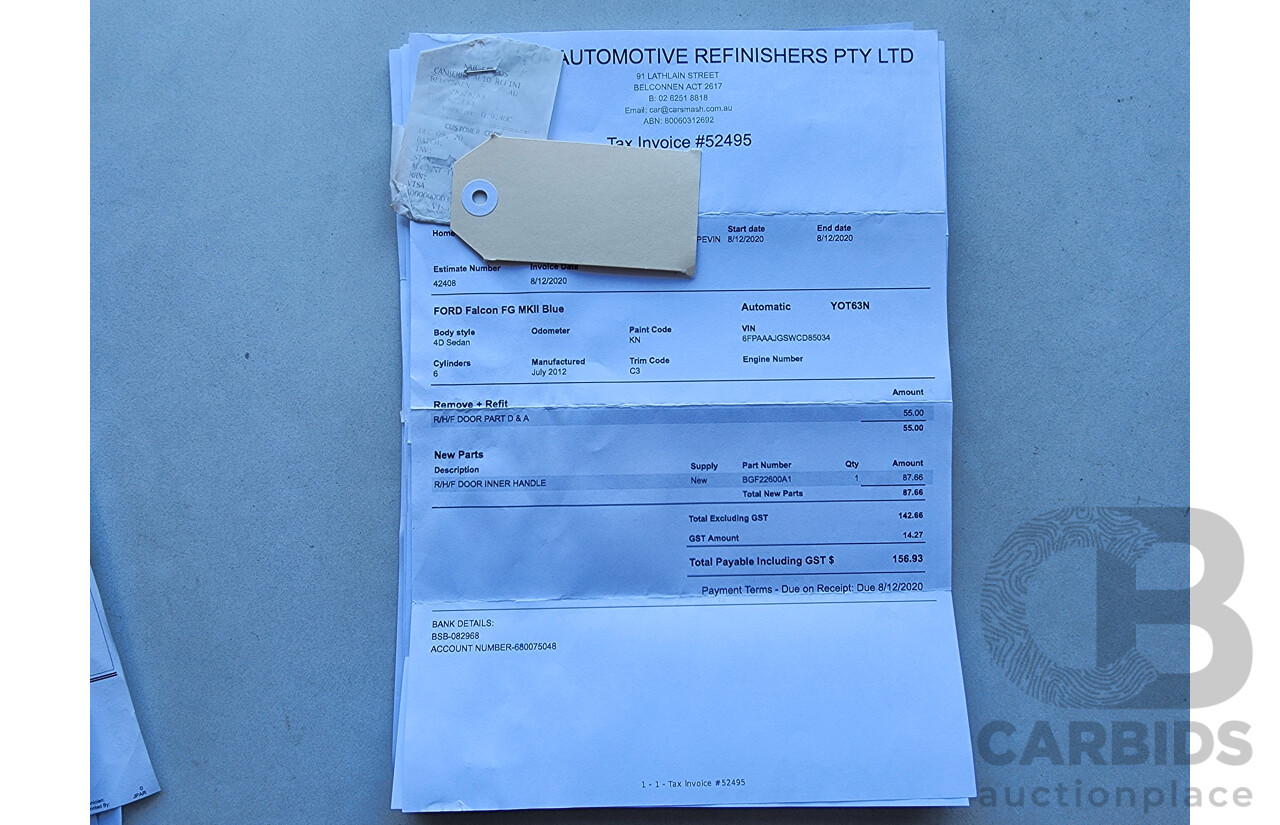 AUTOMOTIVE REFINISHERS PTY LTD
91 LATHLAIN STREET
BELCONNEN ACT 2617
B: 02 6251 8818
Email: car@carsmash.com.au
ABN: 80060312692
Tax Invoice #52495
CUSTOMER COPY
VISA
Home
PEVIN
Start date
8/12/2020
End date
8/12/2020
Estimate Number
42408
Invoice Date
8/12/2020
FORD Falcon FG MKII Blue
Automatic
YOT63N
Body style
4D Sedan
Odometer
Paint Code
KN
VIN
6FPAAAJGSWCD85034
Cylinders
6
Manufactured
July 2012
Trim Code
C3
Engine Number
Amount
Remove + Refit
R/H/F DOOR PART D & A 55.00
55.00
New Parts
Description Supply Part Number Qty Amount
R/H/F DOOR INNER HANDLE New BGF22600A1 1 87.66
Total New Parts 87.66
Total Excluding GST 142.66
GST Amount 14.27
Total Payable Including GST $ 156.93
Payment Terms - Due on Receipt: Due 8/12/2020
BANK DETAILS:
BSB-082968
ACCOUNT NUMBER-680075048
1 - 1 - Tax Invoice #52495
CB
CARBIDS
auctionplace